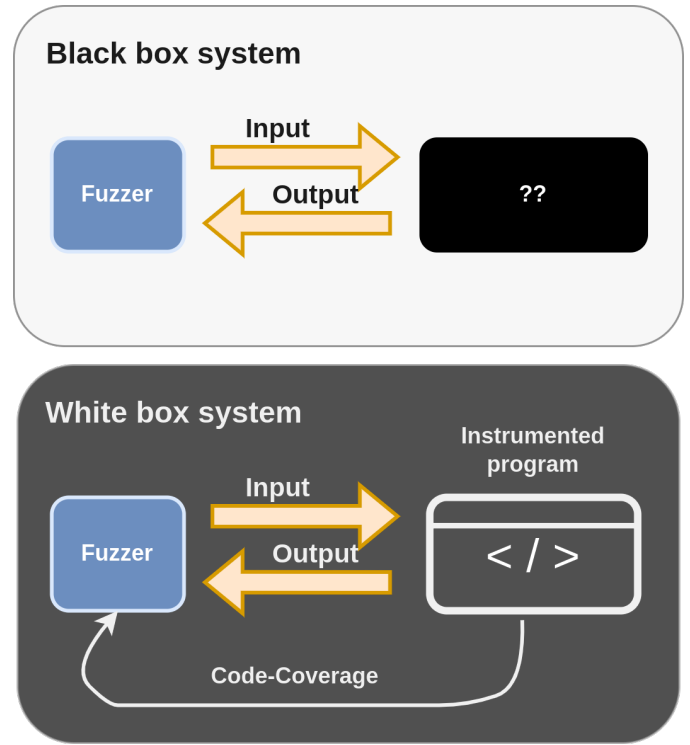 Black box system
Input
Fuzzer
Output
??
White box system
Instrumented
program
Input
Fuzzer
Output
< / >
Code-Coverage